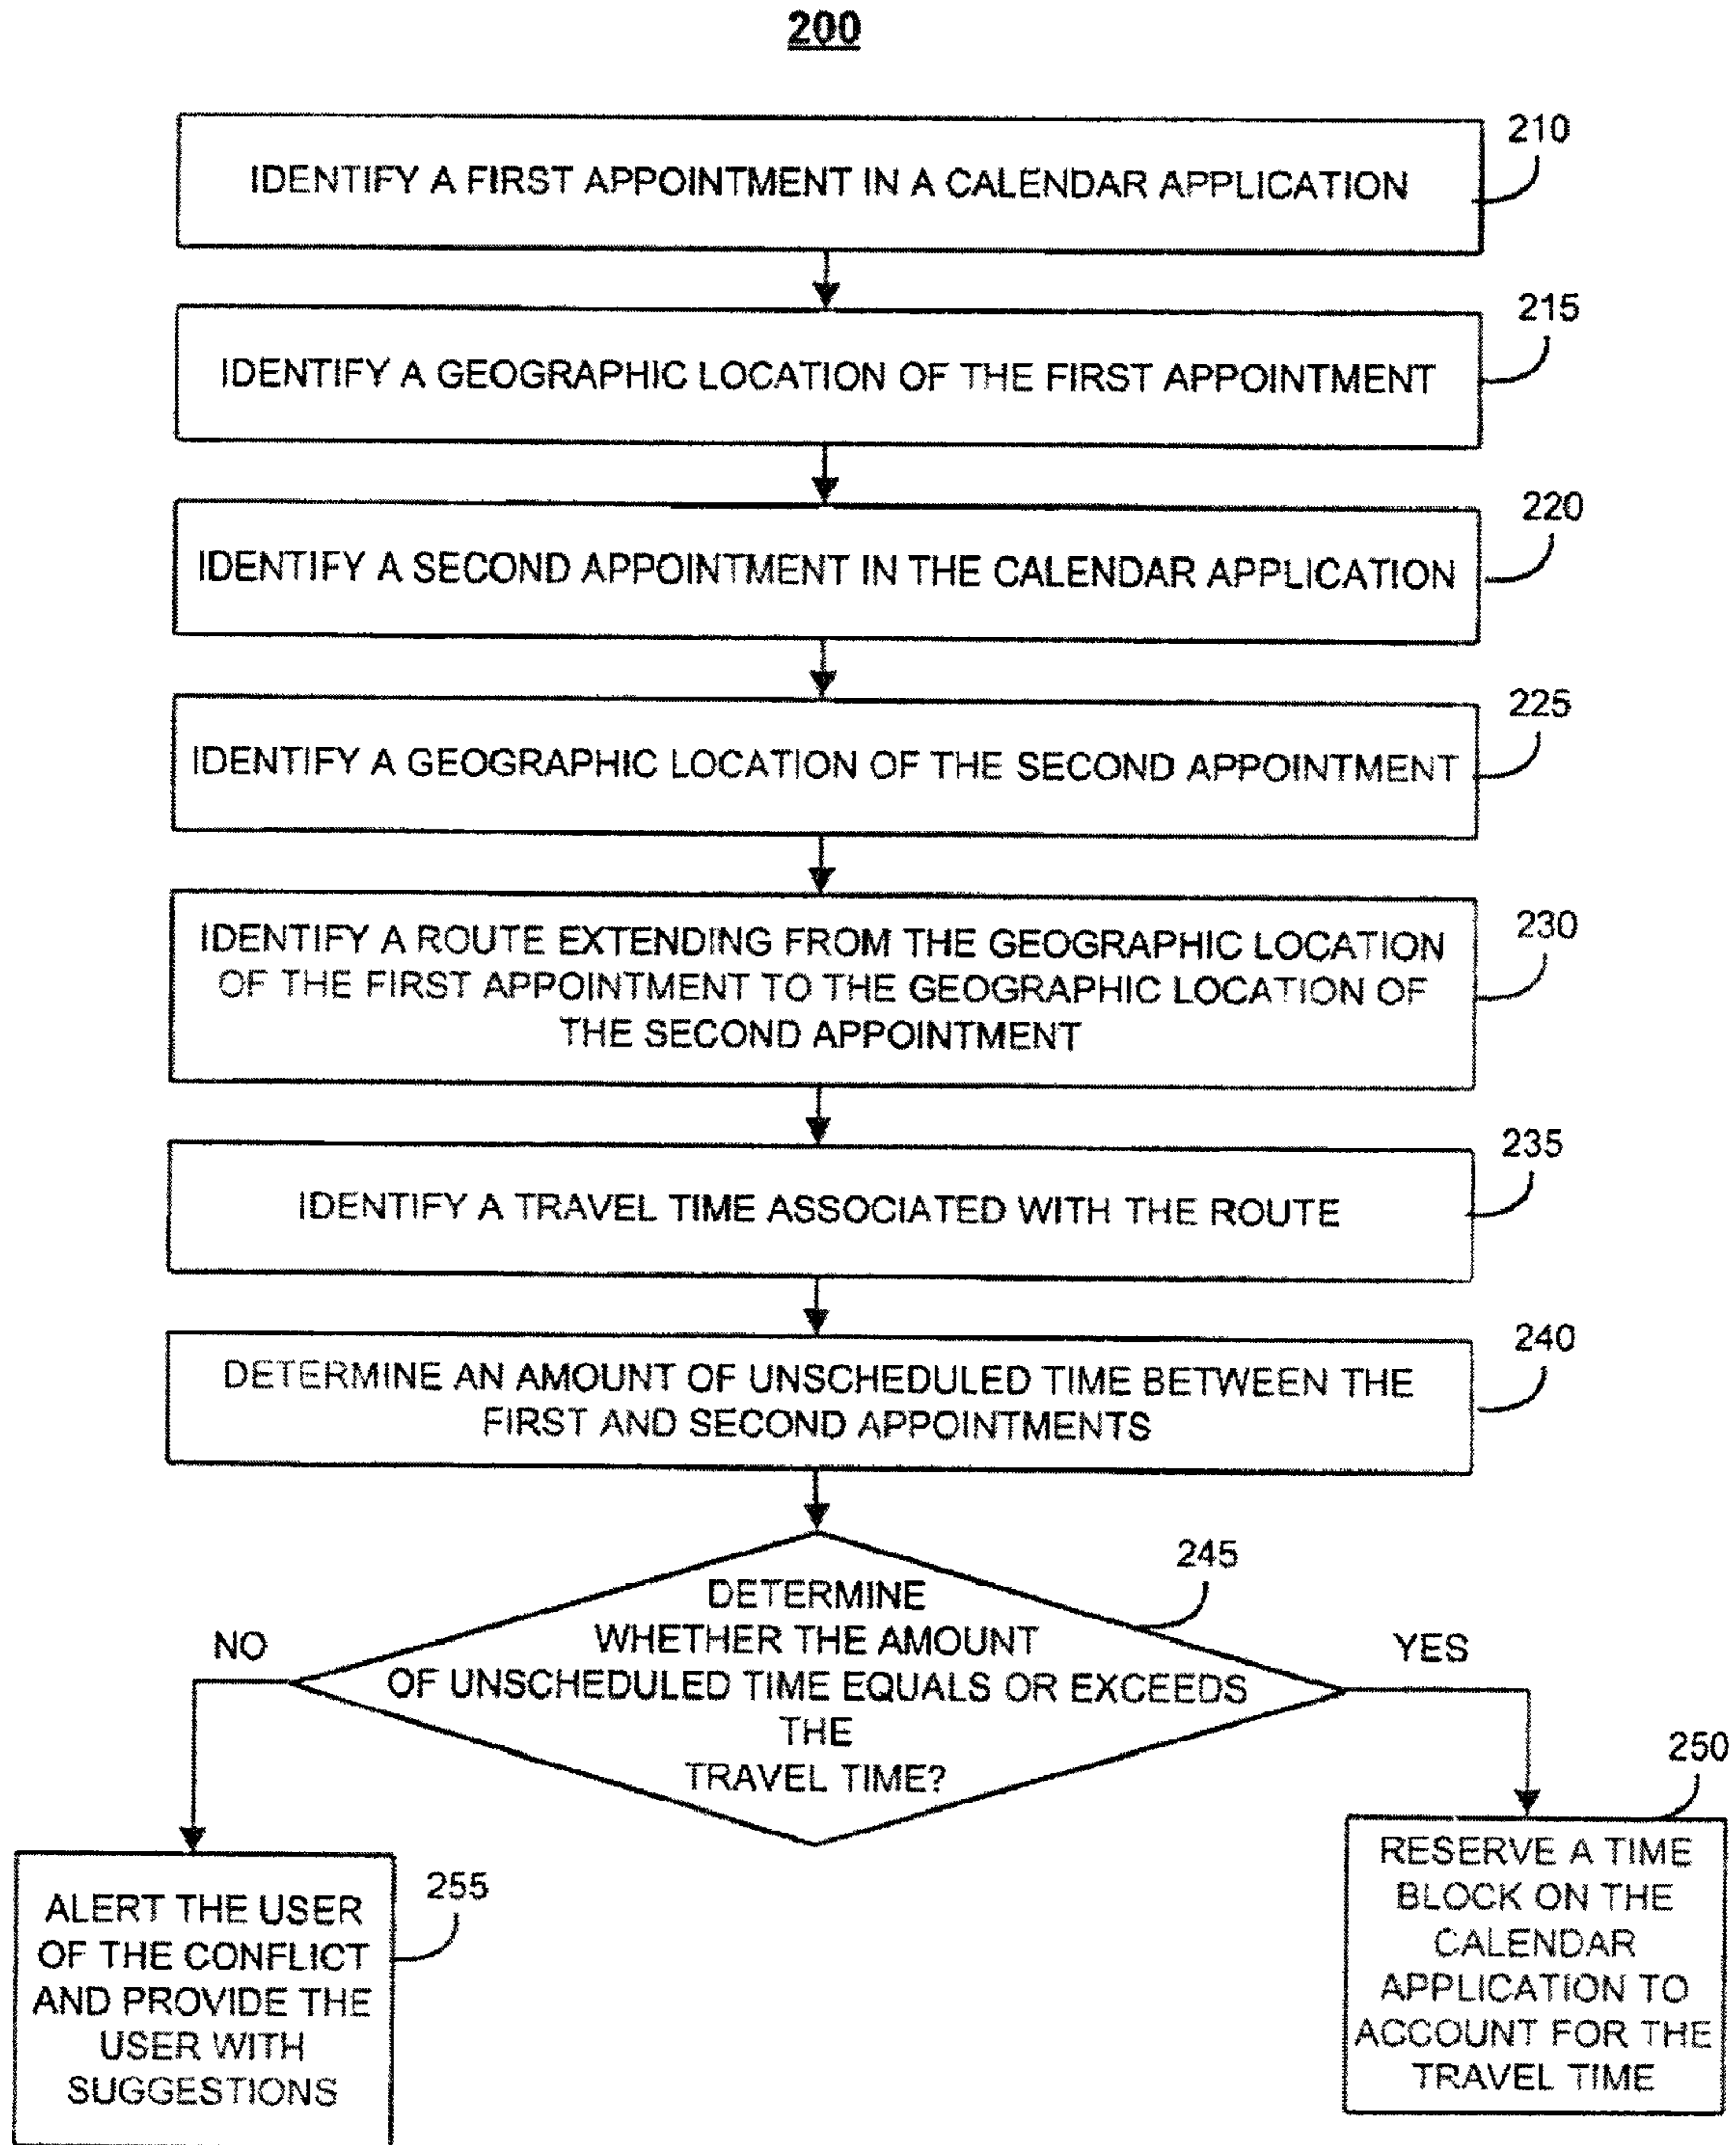 200
210
IDENTIFY A FIRST APPOINTMENT IN A CALENDAR APPLICATION
215
IDENTIFY A GEOGRAPHIC LOCATION OF THE FIRST APPOINTMENT
220
IDENTIFY A SECOND APPOINTMENT IN THE CALENDAR APPLICATION
225
IDENTIFY A GEOGRAPHIC LOCATION OF THE SECOND APPOINTMENT
230
IDENTIFY A ROUTE EXTENDING FROM THE GEOGRAPHIC LOCATION
OF THE FIRST APPOINTMENT TO THE GEOGRAPHIC LOCATION OF
THE SECOND APPOINTMENT
235
IDENTIFY A TRAVEL TIME ASSOCIATED WITH THE ROUTE
240
DETERMINE AN AMOUNT OF UNSCHEDULED TIME BETWEEN THE
FIRST AND SECOND APPOINTMENTS
245
DETERMINE
WHETHER THE AMOUNT
OF UNSCHEDULED TIME EQUALS OR EXCEEDS
THE
TRAVEL TIME?
NO
YES
255
ALERT THE USER
OF THE CONFLICT
AND PROVIDE THE
USER WITH
SUGGESTIONS
250
RESERVE A TIME
BLOCK ON THE
CALENDAR
APPLICATION TO
ACCOUNT FOR THE
TRAVEL TIME